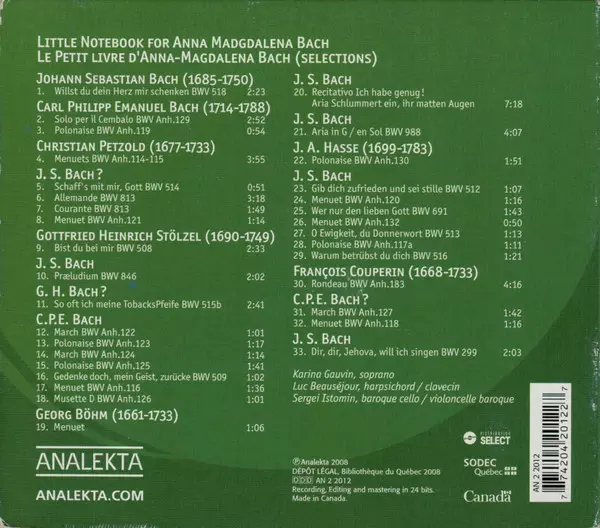 Little Notebook for Anna Madgdalena Bach
Le Petit livre d'Anna-Magdalena Bach (selections)
Johann Sebastian Bach (1685-1750)
1. Willst du dein Herz mir schenken BWV 518 2:23
Carl Philipp Emanuel Bach (1714-1788)
2. Solo per il Cembalo BWV Anh.129 2:52
3. Polonaise BWV Anh.119 0:54
Christian Petzold (1677-1733)
4. Menuets BWV Anh.114-115 3:55
J. S. Bach ?
5. Schaff's mit mir, Gott BWV 514 0:51
6. Allemande BWV 813 3:18
7. Courante BWV 813 1:49
8. Menuet BWV Anh.121 1:14
Gottfried Heinrich Stölzel (1690-1749)
9. Bist du bei mir BWV 508 2:33
J. S. Bach
10. Præludium BWV 846 2:02
G. H. Bach ?
11. So oft ich meine TobacksPfeife BWV 515b 2:41
C.P.E. Bach
12. March BWV Anh.122 1:01
13. Polonaise BWV Anh.123 1:17
14. March BWV Anh.124 1:14
15. Polonaise BWV Anh.125 1:41
16. Gedenke doch, mein Geist, zurücke BWV 509 1:02
17. Menuet BWV Anh.116 1:36
18. Musette D BWV Anh.126 1:01
Georg Böhm (1661-1733)
19. Menuet 1:06
J. S. Bach
20. Recitativo Ich habe genug!
Aria Schlummert ein, ihr matten Augen 7:18
J. S. Bach
21. Aria in G / en Sol BWV 988 4:07
J. A. Hasse (1699-1783)
22. Polonaise BWV Anh.130 1:51
J. S. Bach
23. Gib dich zufrieden und sei stille BWV 512 1:07
24. Menuet BWV Anh.120 1:16
25. Wer nur den lieben Gott BWV 691 1:43
26. Menuet BWV Anh.132 0:50
27. O Ewigkeit, du Donnerwort BWV 513 1:13
28. Polonaise BWV Anh.117a 1:11
29. Warum betrübst du dich BWV 516 1:21
François Couperin (1668-1733)
30. Rondeau BWV Anh.183 4:16
C.P.E. Bach ?
31. March BWV Anh.127 1:42
32. Menuet BWV Anh.118 1:16
J. S. Bach
33. Dir, dir, Jehova, will ich singen BWV 299 2:03
Karina Gauvin, soprano
Luc Beauséjour, harpsichord / clavecin
Sergei Istomin, baroque cello / violoncelle baroque
ANALEKTA
ANALEKTA.COM
℗Analekta 2008
DÉPÔT LÉGAL, Bibliothèque du Québec 2008
DDD AN 2 2012
Recording, Editing and mastering in 24 bits.
Made in Canada.
DISTRIBUTION
SELECT
SODEC
Québec
Canada
AN 2 2012
7 74204 20122 7